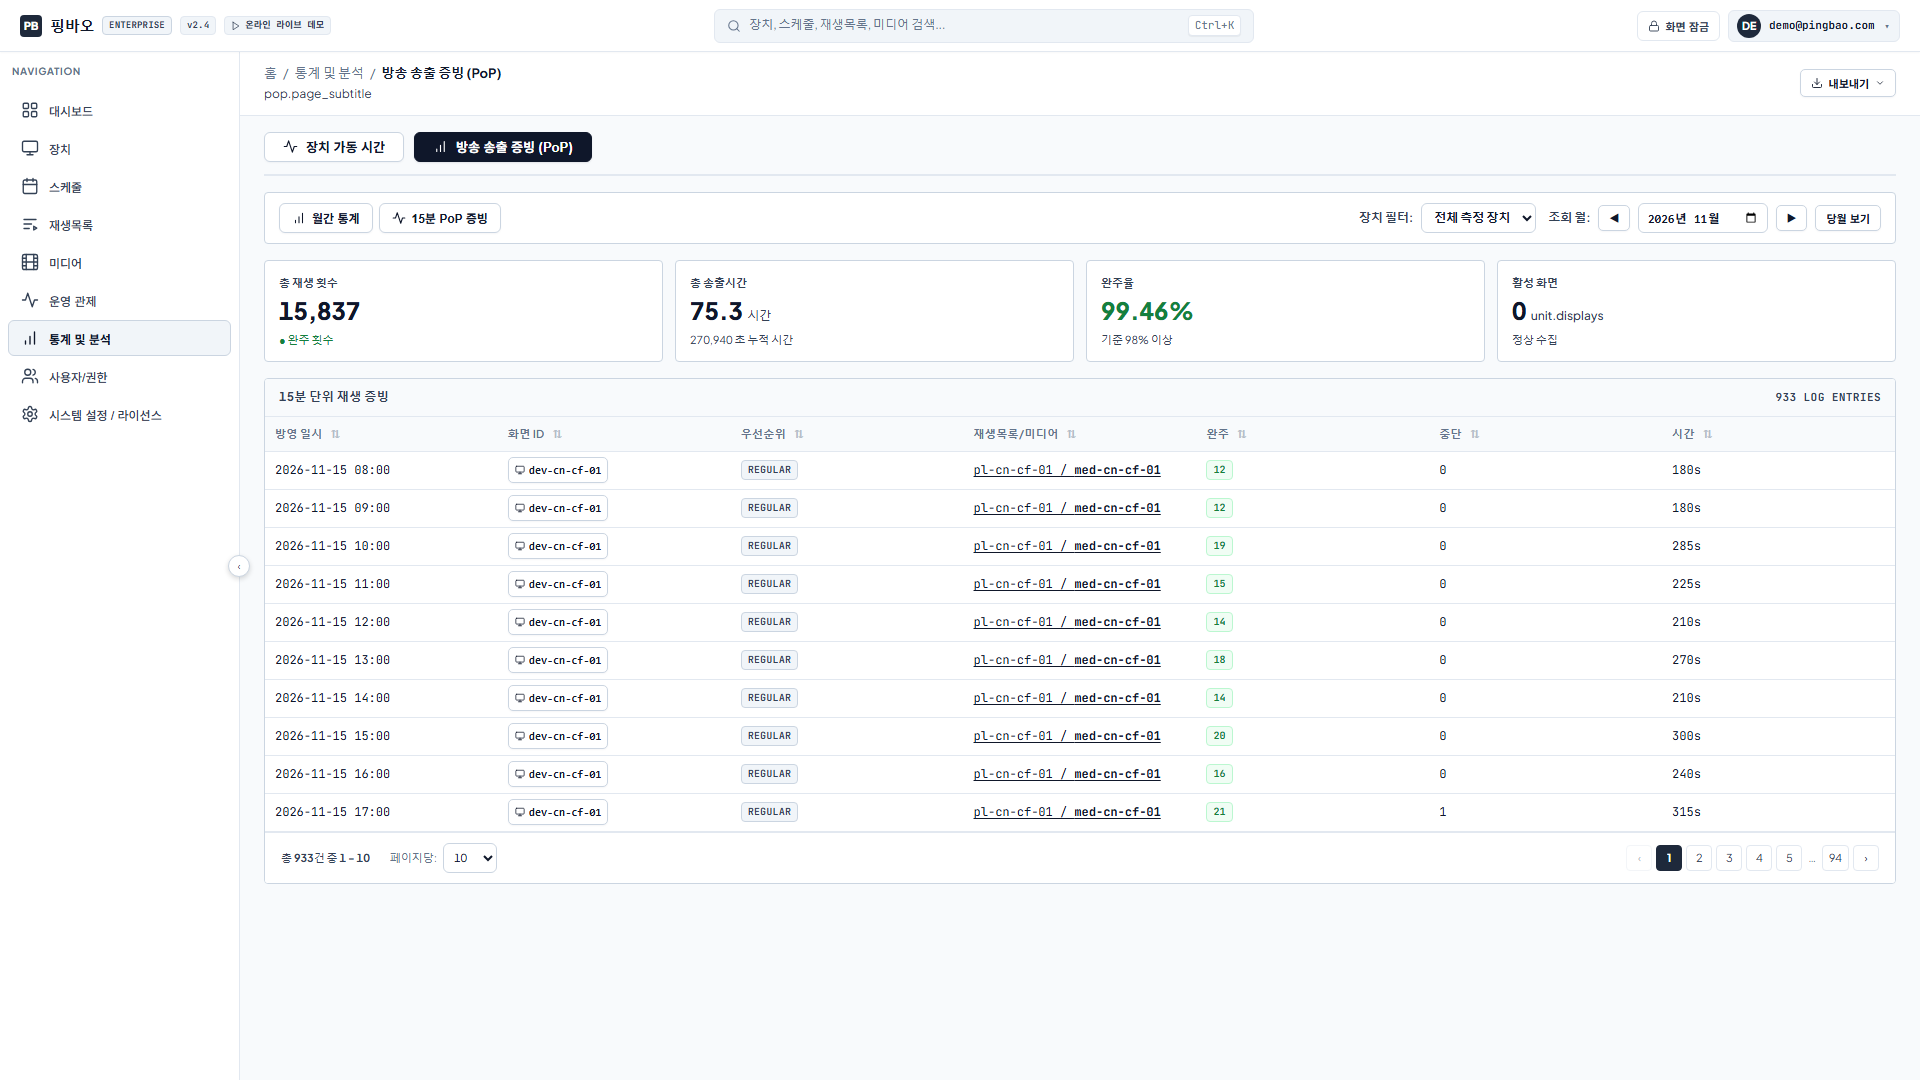 PB 핑바오 ENTERPRISE v2.4 온라인 라이브 데모
장치, 스케줄, 재생목록, 미디어 검색... Ctrl+K
화면 잠금
DE demo@pingbao.com
NAVIGATION
대시보드
장치
스케줄
재생목록
미디어
운영 관제
통계 및 분석
사용자/권한
시스템 설정 / 라이선스
홈 / 통계 및 분석 / 방송 송출 증빙 (PoP)
pop.page_subtitle
내보내기
장치 가동 시간
방송 송출 증빙 (PoP)
월간 통계
15분 PoP 증빙
장치 필터: 전체 측정 장치 조회 월: ◀ 2026년 11월 ▶ 당월 보기
총 재생 횟수
15,837
● 완주 횟수
총 송출시간
75.3 시간
270,940 초 누적 시간
완주율
99.46%
기준 98% 이상
활성 화면
0 unit.displays
정상 수집
15분 단위 재생 증빙 933 LOG ENTRIES
방영 일시 ⇅ 화면 ID ⇅ 우선순위 ⇅ 재생목록/미디어 ⇅ 완주 ⇅ 중단 ⇅ 시간 ⇅
2026-11-15 08:00 dev-cn-cf-01 REGULAR pl-cn-cf-01 / med-cn-cf-01 12 0 180s
2026-11-15 09:00 dev-cn-cf-01 REGULAR pl-cn-cf-01 / med-cn-cf-01 12 0 180s
2026-11-15 10:00 dev-cn-cf-01 REGULAR pl-cn-cf-01 / med-cn-cf-01 19 0 285s
2026-11-15 11:00 dev-cn-cf-01 REGULAR pl-cn-cf-01 / med-cn-cf-01 15 0 225s
2026-11-15 12:00 dev-cn-cf-01 REGULAR pl-cn-cf-01 / med-cn-cf-01 14 0 210s
2026-11-15 13:00 dev-cn-cf-01 REGULAR pl-cn-cf-01 / med-cn-cf-01 18 0 270s
2026-11-15 14:00 dev-cn-cf-01 REGULAR pl-cn-cf-01 / med-cn-cf-01 14 0 210s
2026-11-15 15:00 dev-cn-cf-01 REGULAR pl-cn-cf-01 / med-cn-cf-01 20 0 300s
2026-11-15 16:00 dev-cn-cf-01 REGULAR pl-cn-cf-01 / med-cn-cf-01 16 0 240s
2026-11-15 17:00 dev-cn-cf-01 REGULAR pl-cn-cf-01 / med-cn-cf-01 21 1 315s
총 933건 중 1 - 10 페이지당: 10 ‹ 1 2 3 4 5 … 94 ›